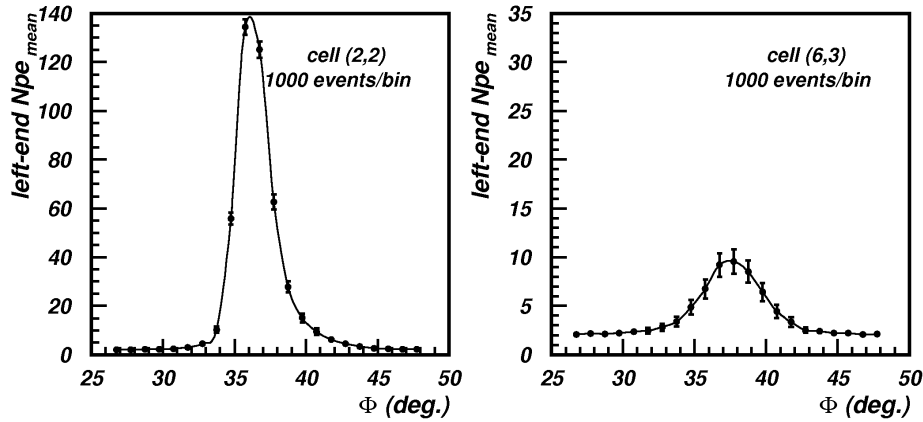 left-end Npe mean
140
120
100
80
60
40
20
0
cell (2,2)
1000 events/bin
25 30 35 40 45 50
Φ (deg.)
left-end Npe mean
35
30
25
20
15
10
5
0
cell (6,3)
1000 events/bin
25 30 35 40 45 50
Φ (deg.)